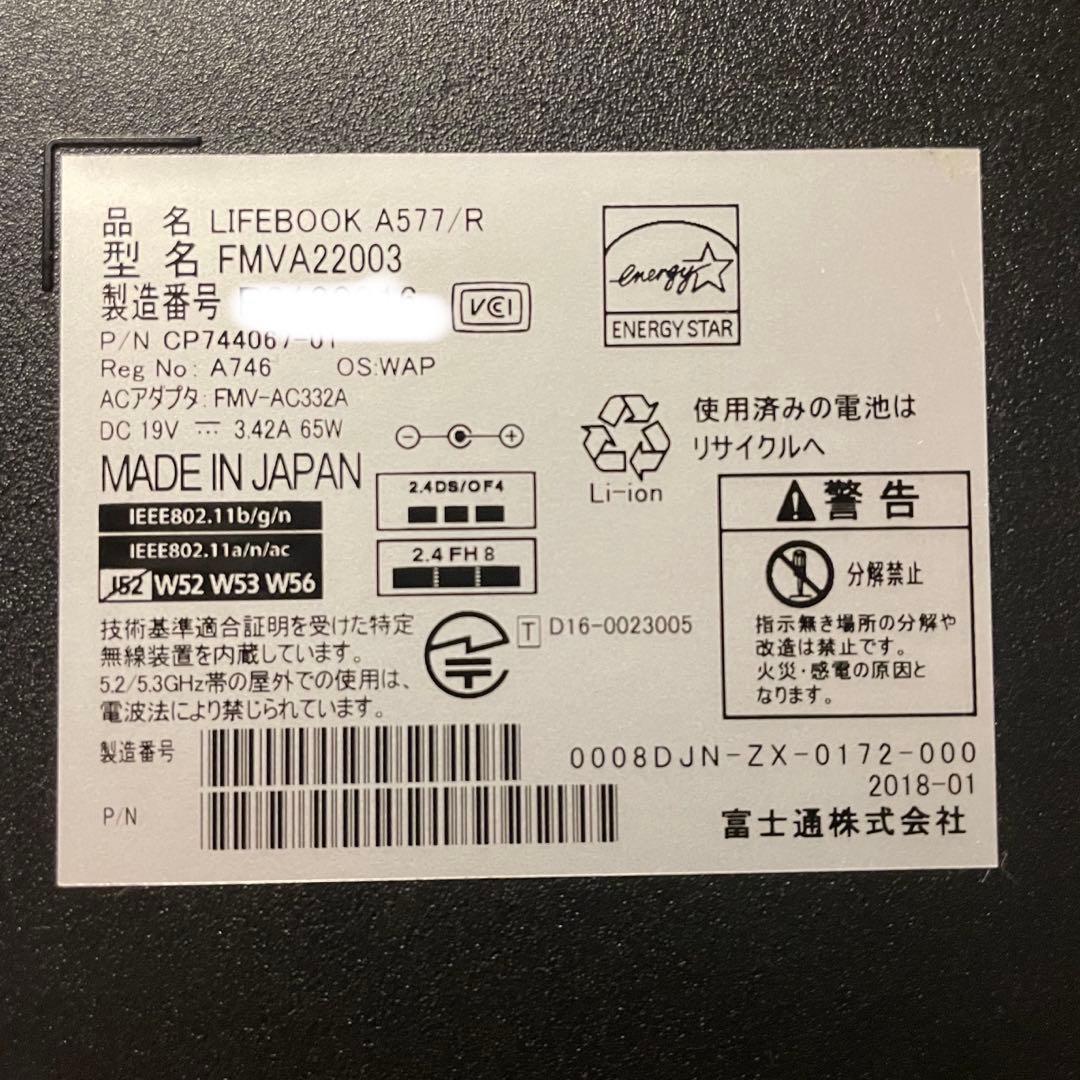 品 名 LIFEBOOK A577/R
型 名 FMVA22003
製造番号
VCCI
P/N CP744067-01
Reg No: A746 OS:WAP
ACアダプタ: FMV-AC332A
DC 19V ⎓ 3.42A 65W
MADE IN JAPAN
IEEE802.11b/g/n
IEEE802.11a/n/ac
J52 W52 W53 W56
2.4DS/OF4
2.4FH8
技術基準適合証明を受けた特定
無線装置を内蔵しています。
5.2/5.3GHz帯の屋外での使用は、
電波法により禁じられています。
T D16-0023005
energy
ENERGY STAR
使用済みの電池は
リサイクルへ
Li-ion
警告
分解禁止
指示無き場所の分解や
改造は禁止です。
火災・感電の原因と
なります。
製造番号
P/N
0008DJN-ZX-0172-000
2018-01
富士通株式会社